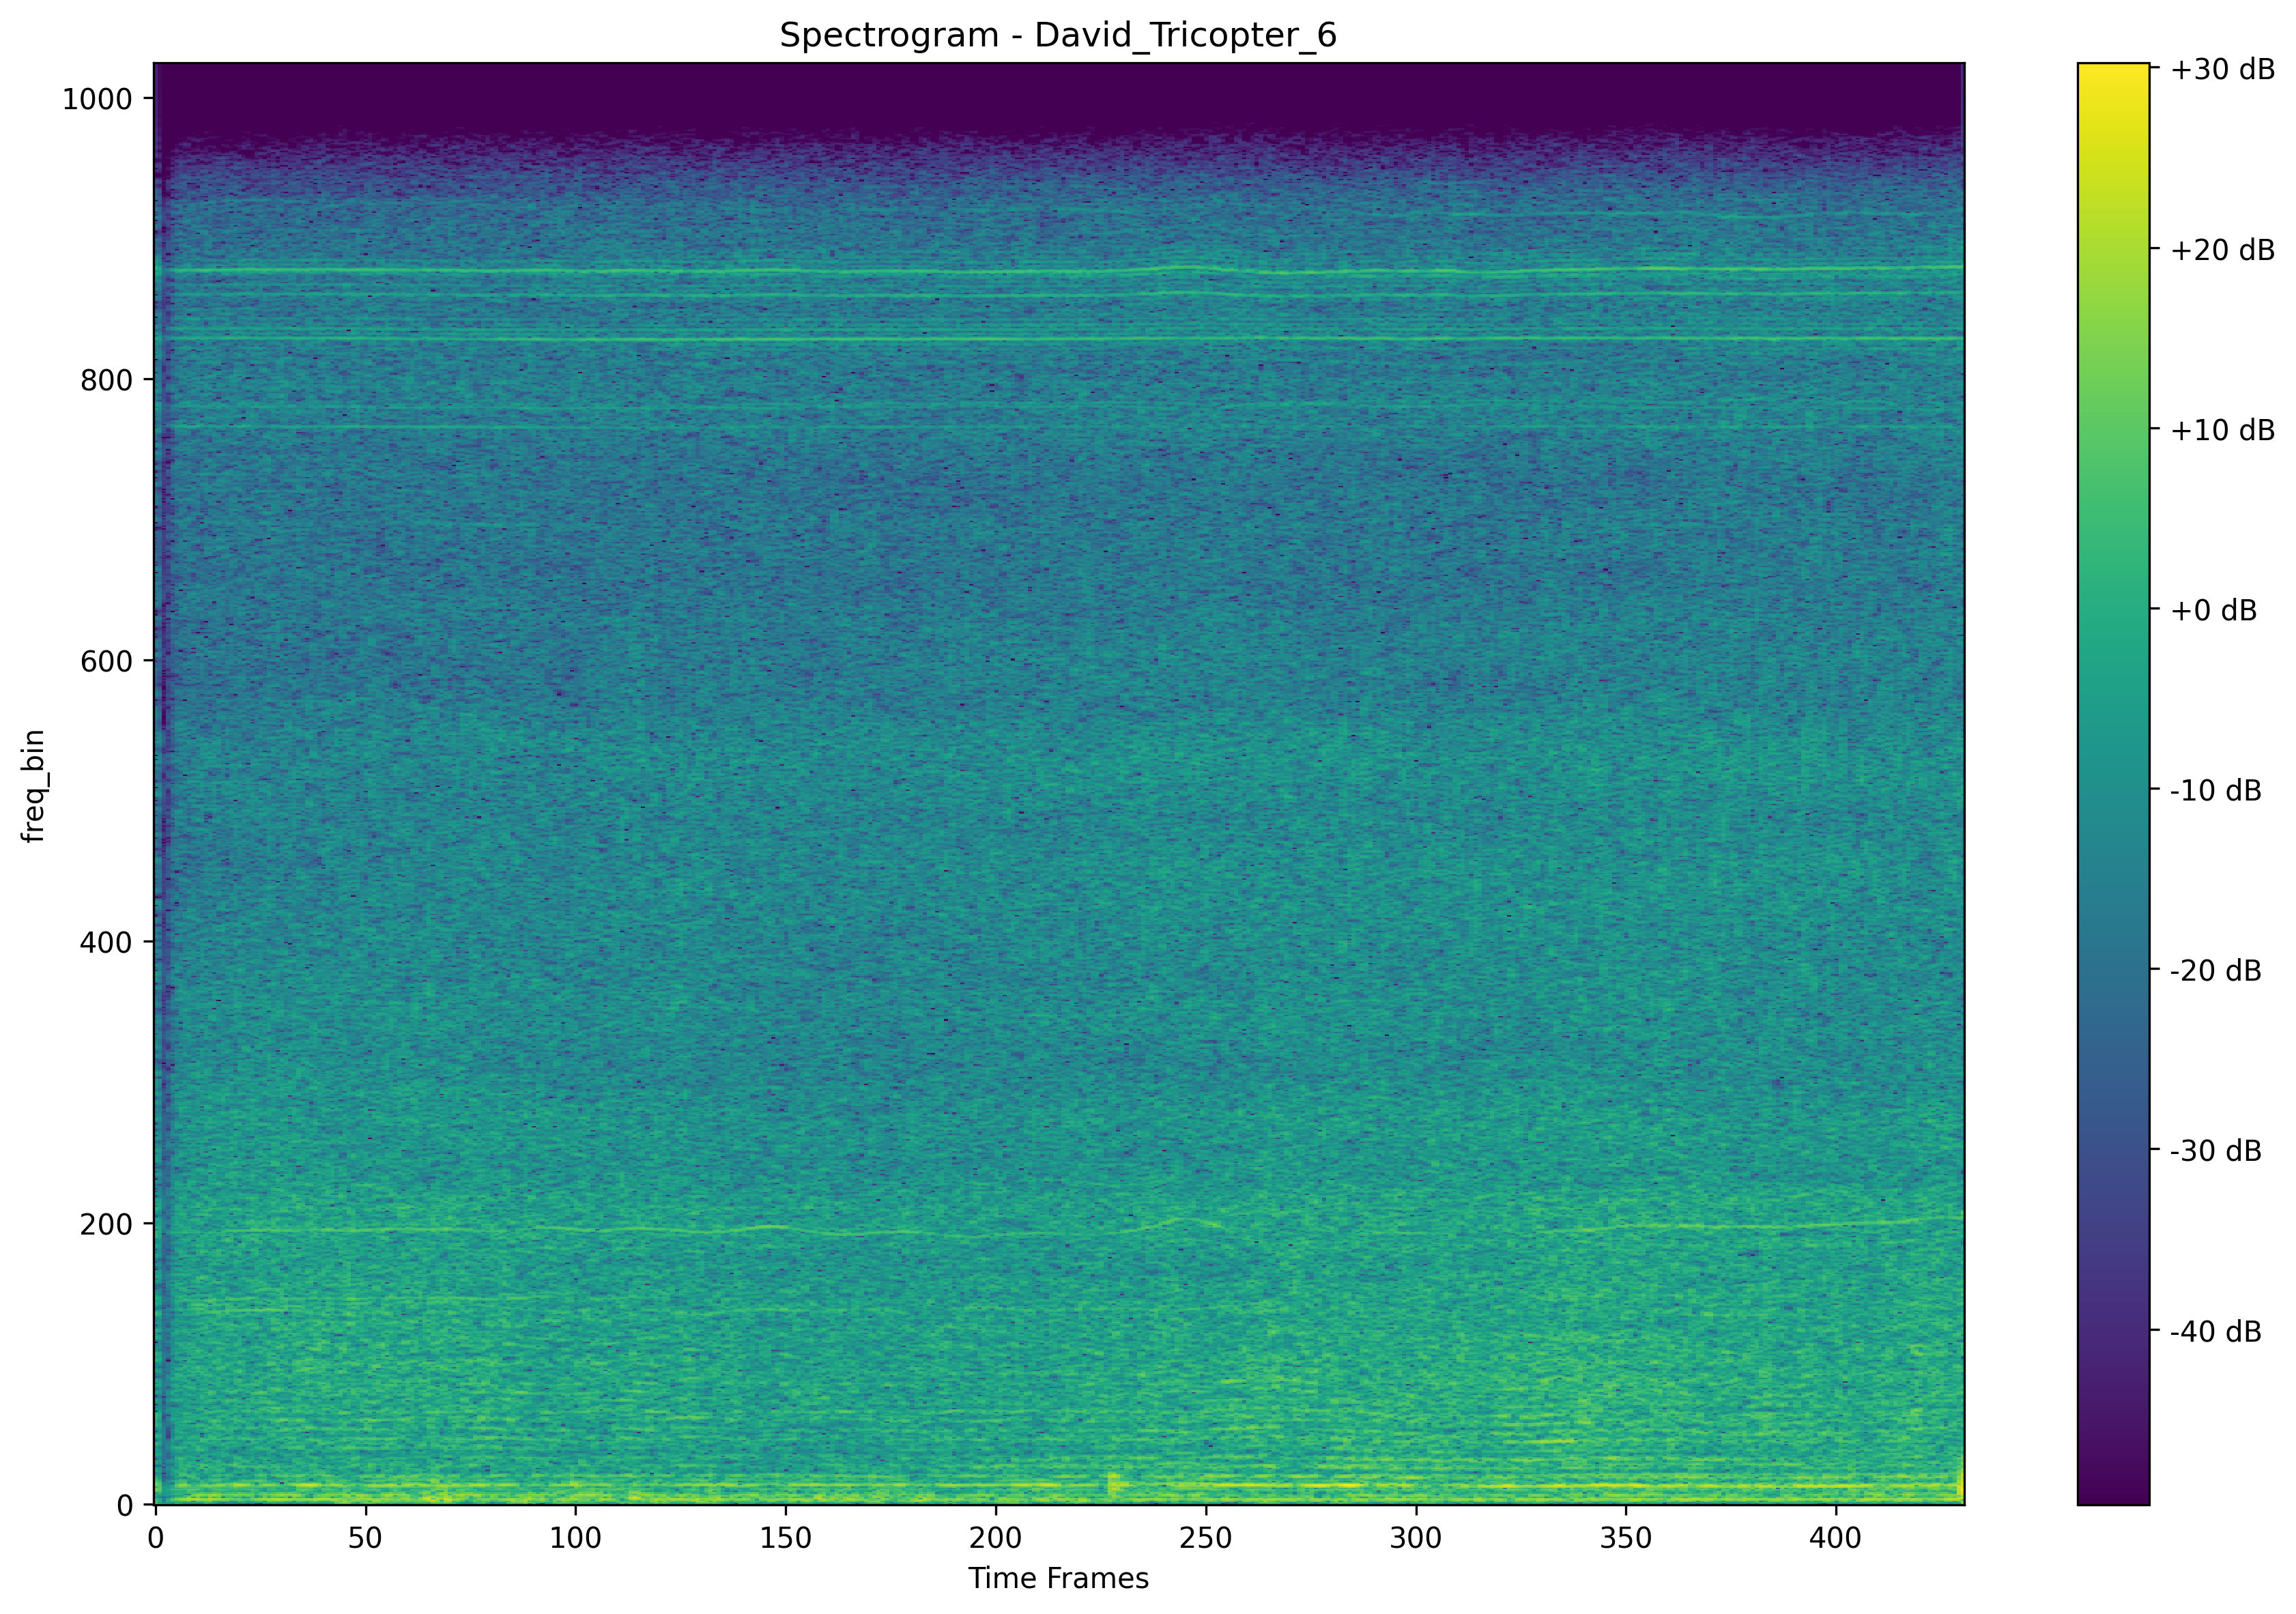 Spectrogram - David_Tricopter_6
1000
800
600
400
200
0
freq_bin
0 50 100 150 200 250 300 350 400
Time Frames
+30 dB
+20 dB
+10 dB
+0 dB
-10 dB
-20 dB
-30 dB
-40 dB